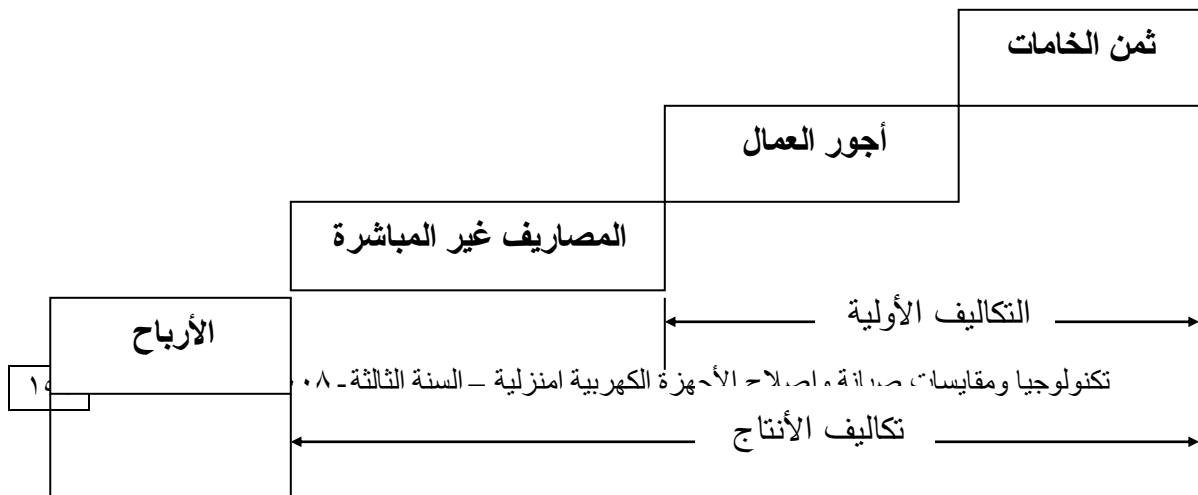 ثمن الخامات
أجور العمال
المصاريف غير المباشرة
التكاليف الأولية
الأرباح
تكنولوجيا ومقايسات صيانة وإصلاح الأجهزة الكهربية امنزلية – السنة الثالثة -
تكاليف الأنتاج